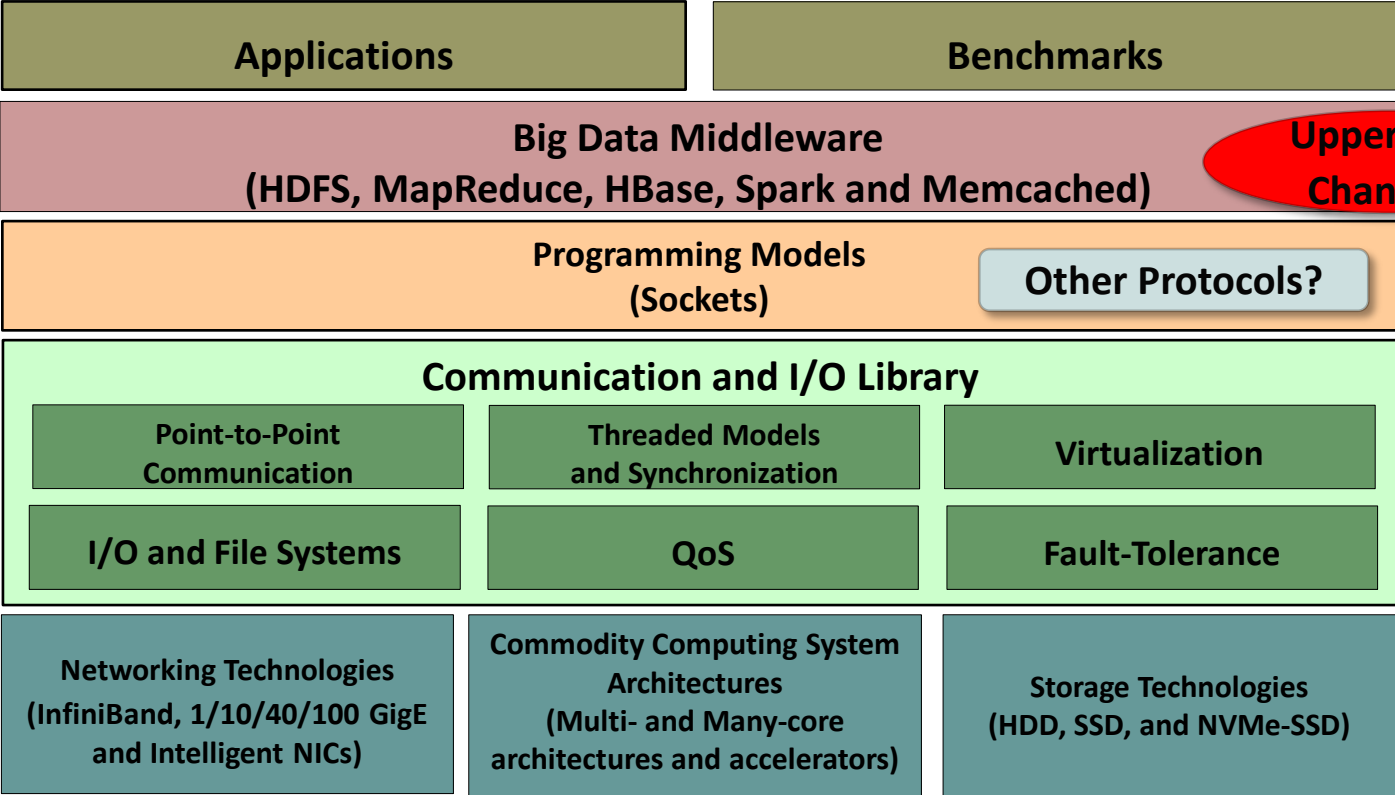 Applications
Benchmarks
Big Data Middleware
(HDFS, MapReduce, HBase, Spark and Memcached)
Upper
Chan
Programming Models
(Sockets)
Other Protocols?
Communication and I/O Library
Point-to-Point
Communication
Threaded Models
and Synchronization
Virtualization
I/O and File Systems
QoS
Fault-Tolerance
Networking Technologies
(InfiniBand, 1/10/40/100 GigE
and Intelligent NICs)
Commodity Computing System
Architectures
(Multi- and Many-core
architectures and accelerators)
Storage Technologies
(HDD, SSD, and NVMe-SSD)